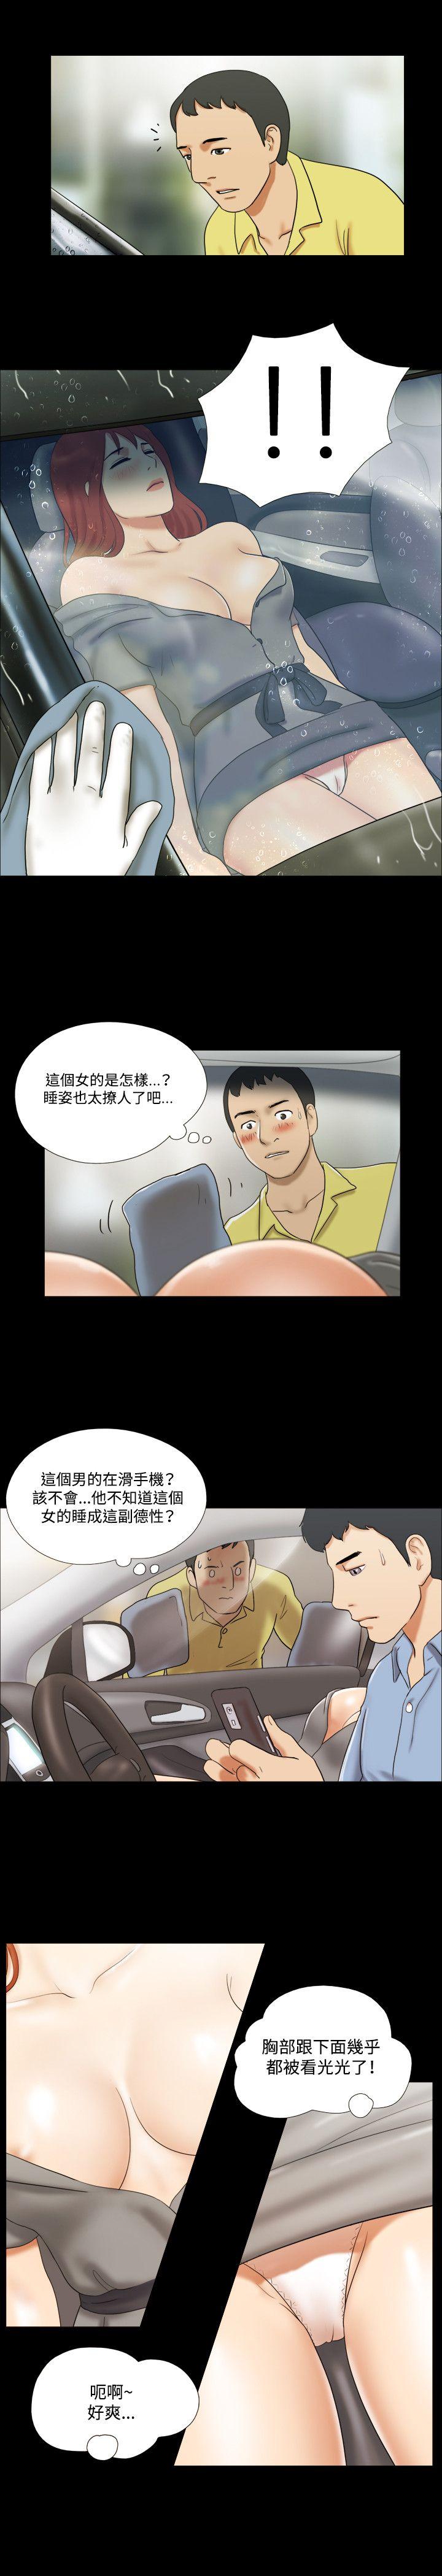 ！！
這個女的是怎樣...？
睡姿也太撩人了吧...
這個男的在滑手機？
該不會...他不知道這個
女的睡成這副德性？
胸部跟下面幾乎
都被看光光了！
呃啊~
好爽...